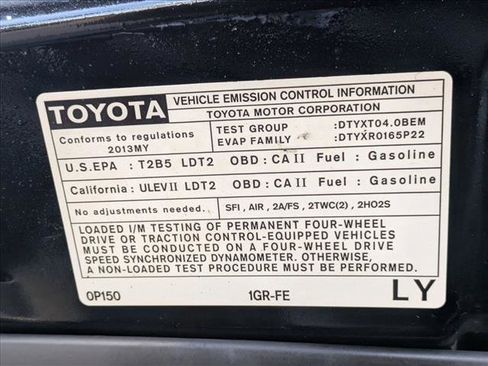 TOYOTA
VEHICLE EMISSION CONTROL INFORMATION
TOYOTA MOTOR CORPORATION
Conforms to regulations
2013MY
TEST GROUP :DTYXT04.0BEM
EVAP FAMILY :DTYXR0165P22
U.S.EPA : T2B5 LDT2 OBD : CA II Fuel : Gasoline
California : ULEV II LDT2 OBD : CA II Fuel : Gasoline
No adjustments needed. SFI , AIR , 2A/FS , 2TWC(2) , 2HO2S
LOADED I/M TESTING OF PERMANENT FOUR-WHEEL
DRIVE OR TRACTION CONTROL-EQUIPPED VEHICLES
MUST BE CONDUCTED ON A FOUR-WHEEL DRIVE
SPEED SYNCHRONIZED DYNAMOMETER. OTHERWISE,
A NON-LOADED TEST PROCEDURE MUST BE USED.
0P150 1GR-FE LY